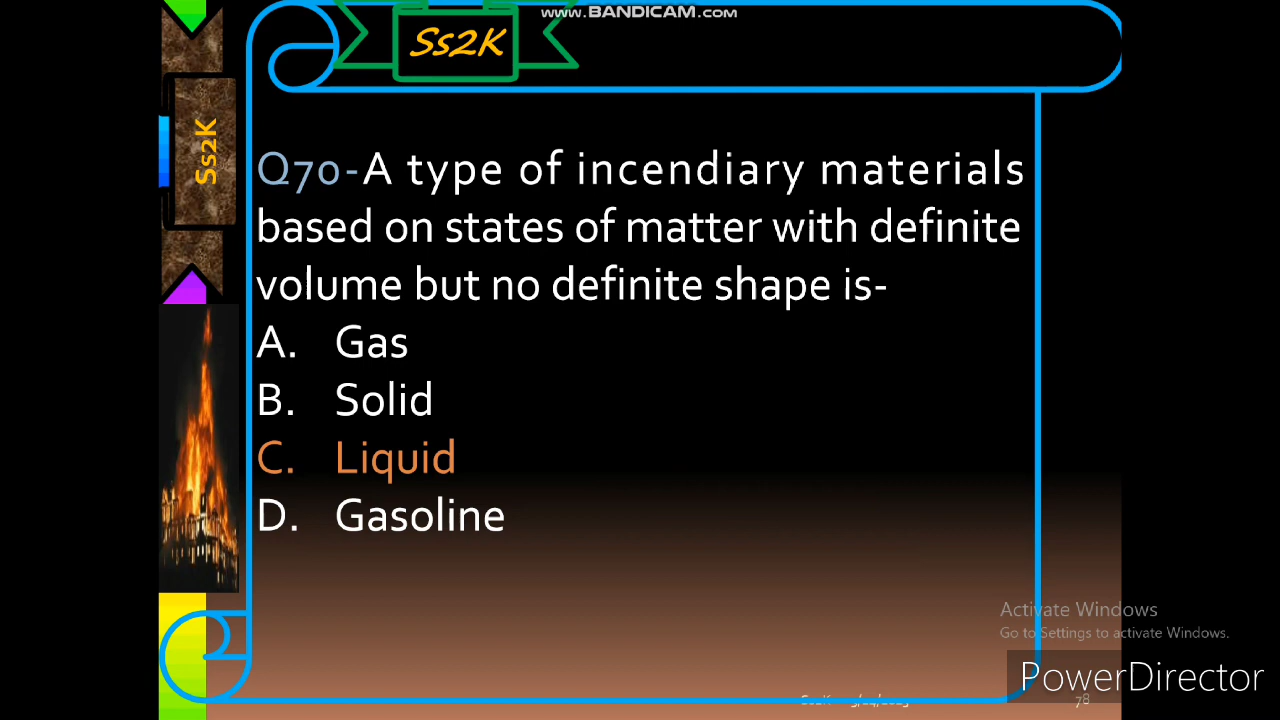 www.BANDICAM.com
Ss2K
Ss2K
Q70-A type of incendiary materials
based on states of matter with definite
volume but no definite shape is-
A. Gas
B. Solid
C. Liquid
D. Gasoline
Activate Windows
Go to Settings to activate Windows.
PowerDirector
Ss2K
78